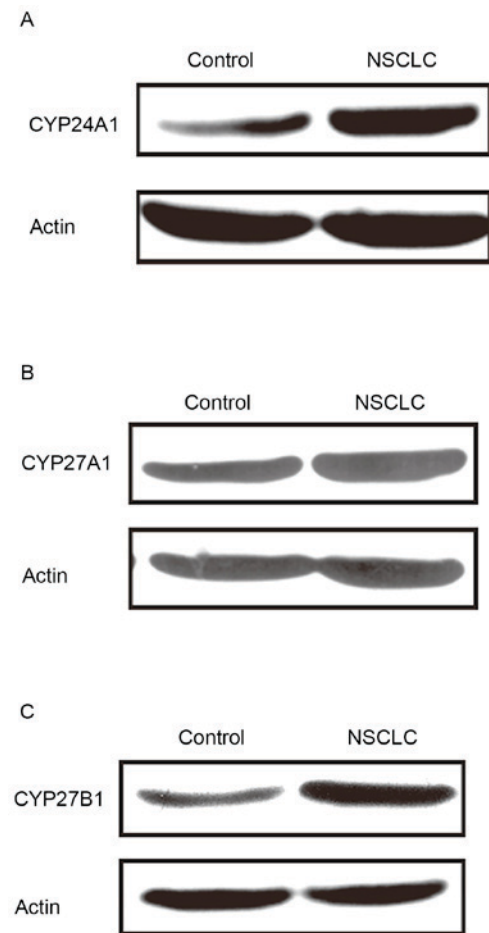 A
Control NSCLC
CYP24A1
Actin
B
Control NSCLC
CYP27A1
Actin
C
Control NSCLC
CYP27B1
Actin